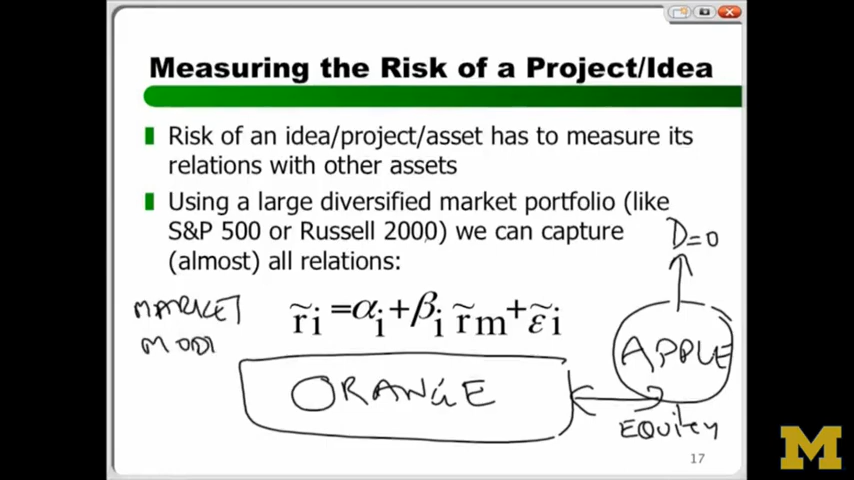 Measuring the Risk of a Project/Idea
Risk of an idea/project/asset has to measure its
relations with other assets
Using a large diversified market portfolio (like
S&P 500 or Russell 2000) we can capture
(almost) all relations:
D=0
MARKET
MODI
r̃i =αi+βi r̃m+ε̃i
APPLE
ORANGE
EQUITY
17
M